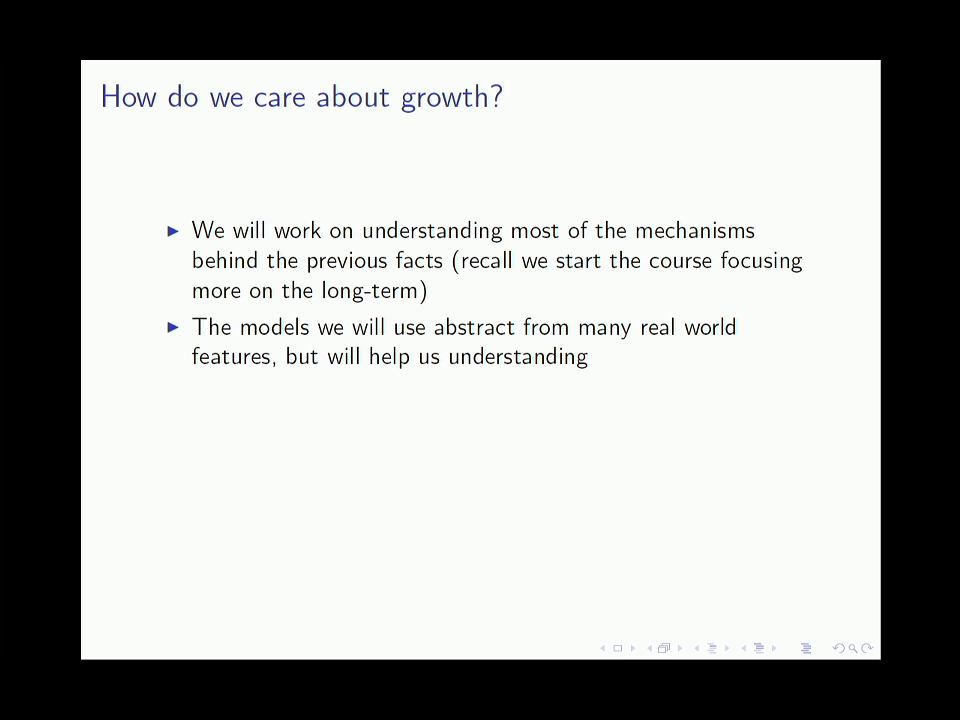 How do we care about growth?
We will work on understanding most of the mechanisms
behind the previous facts (recall we start the course focusing
more on the long-term)
The models we will use abstract from many real world
features, but will help us understanding